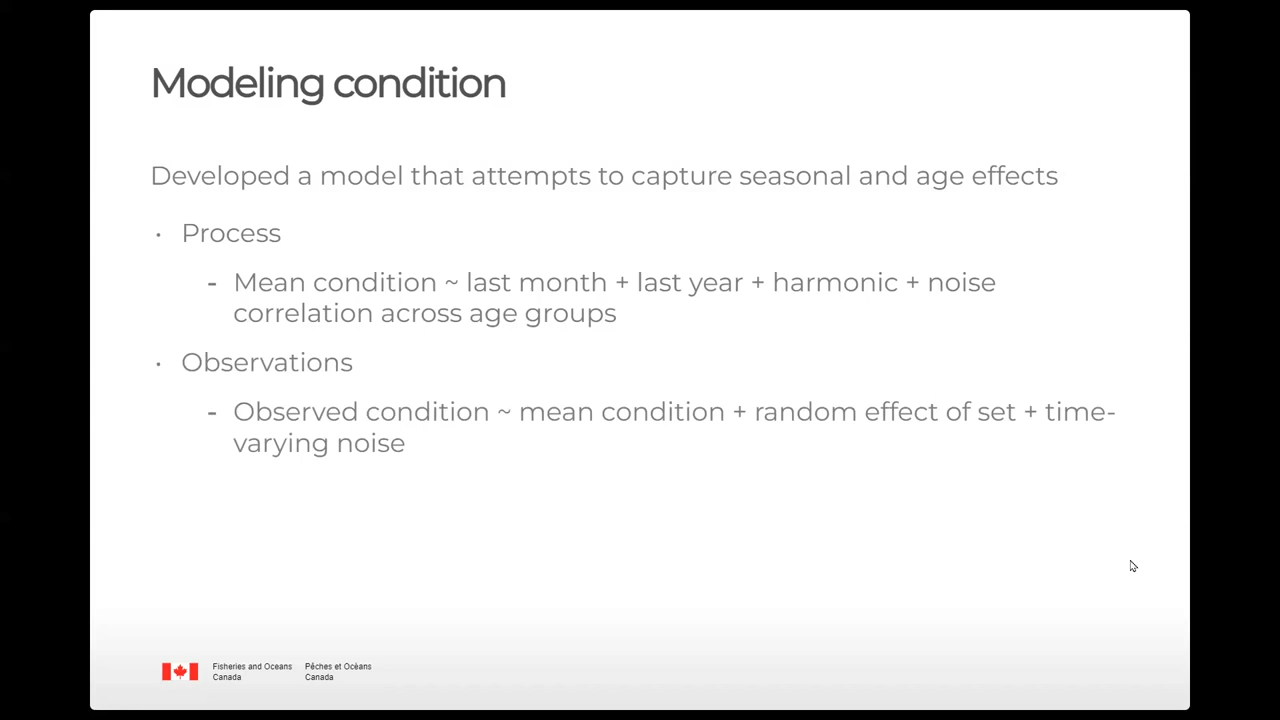 Modeling condition
Developed a model that attempts to capture seasonal and age effects
· Process
- Mean condition ~ last month + last year + harmonic + noise
correlation across age groups
· Observations
- Observed condition ~ mean condition + random effect of set + time-
varying noise
Fisheries and Oceans Pêches et Océans
Canada Canada